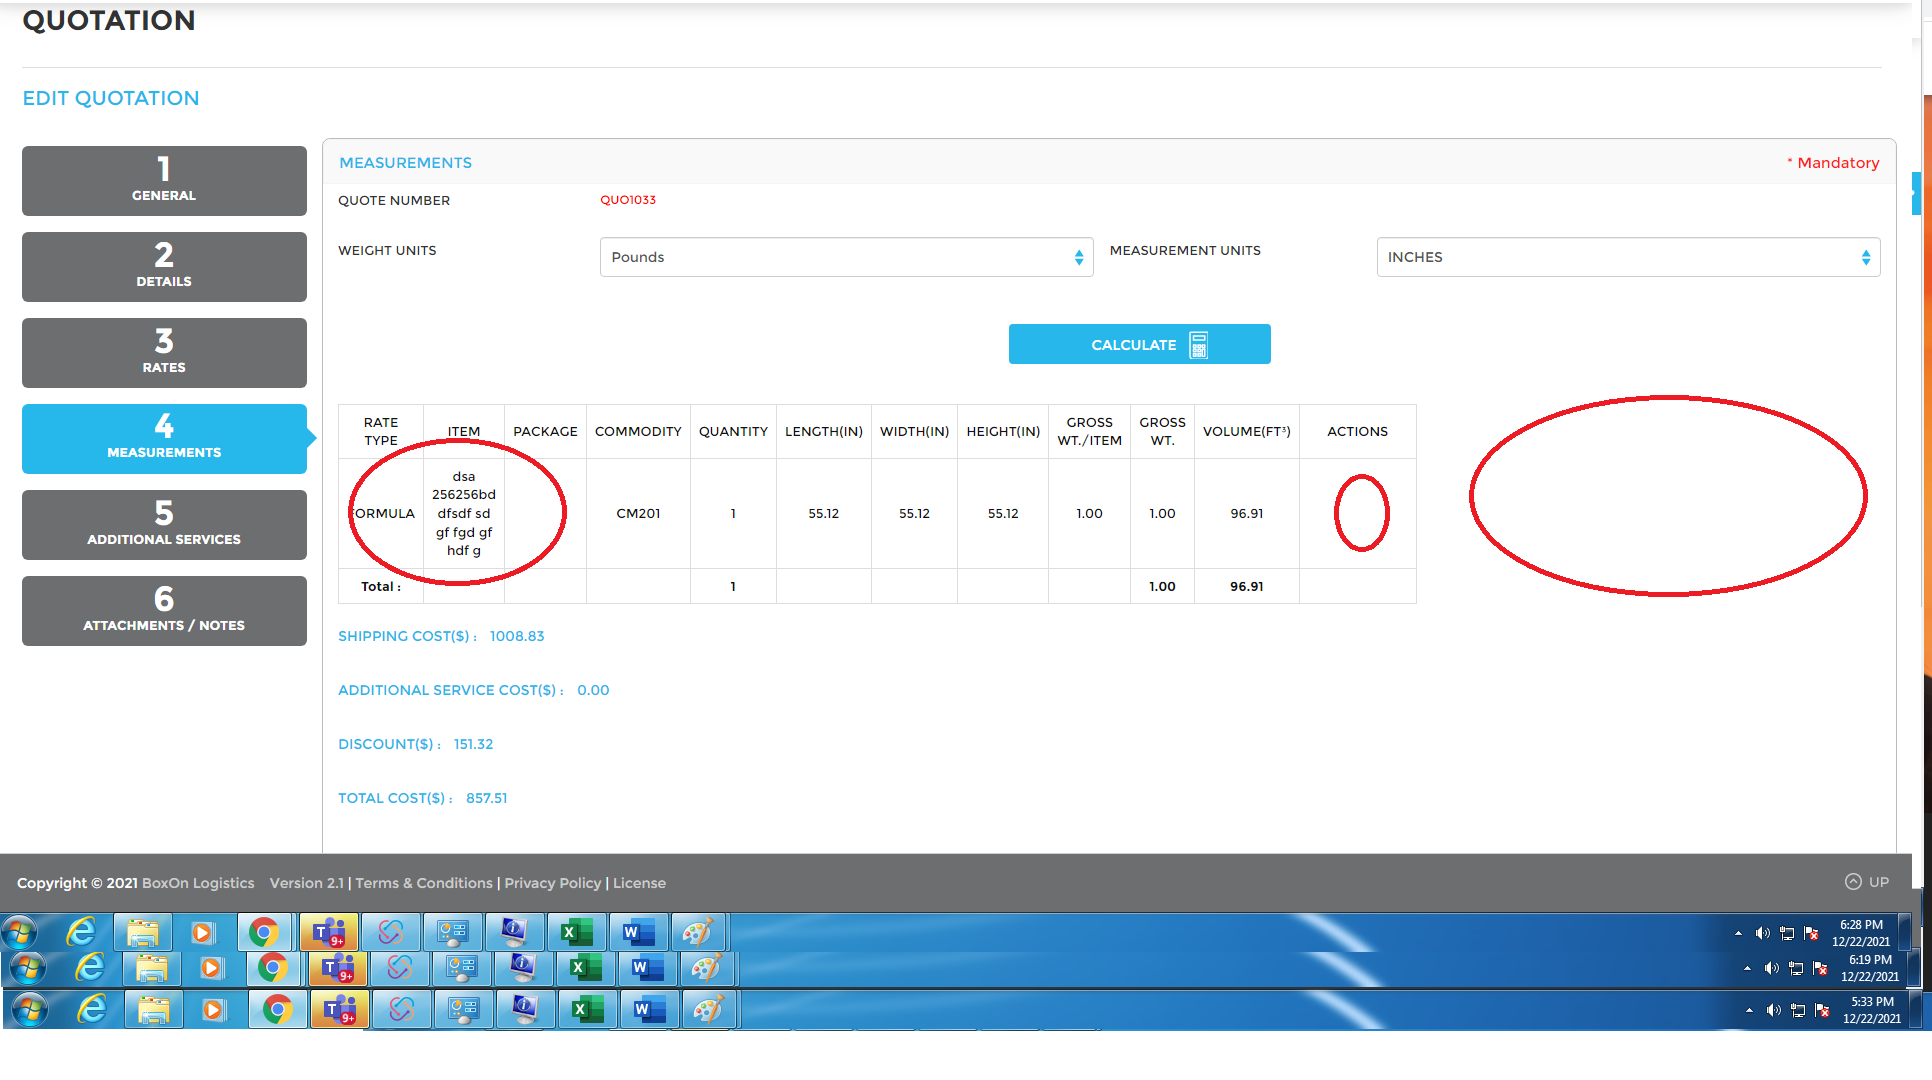 QUOTATION
EDIT QUOTATION
1
GENERAL
2
DETAILS
3
RATES
4
MEASUREMENTS
5
ADDITIONAL SERVICES
6
ATTACHMENTS / NOTES
MEASUREMENTS * Mandatory
QUOTE NUMBER QUO1033
WEIGHT UNITS Pounds MEASUREMENT UNITS INCHES
CALCULATE
RATE TYPE ITEM PACKAGE COMMODITY QUANTITY LENGTH(IN) WIDTH(IN) HEIGHT(IN) GROSS WT./ITEM GROSS WT. VOLUME(FT³) ACTIONS
FORMULA dsa 256256bd dfsdf sd gf fgd gf hdf g CM201 1 55.12 55.12 55.12 1.00 1.00 96.91
Total : 1 1.00 96.91
SHIPPING COST($) : 1008.83
ADDITIONAL SERVICE COST($) : 0.00
DISCOUNT($) : 151.32
TOTAL COST($) : 857.51
Copyright © 2021 BoxOn Logistics Version 2.1 | Terms & Conditions | Privacy Policy | License UP
T 9+ X W 6:28 PM
12/22/2021
T 9+ X W 6:19 PM
12/22/2021
T 9+ X W 5:33 PM
12/22/2021